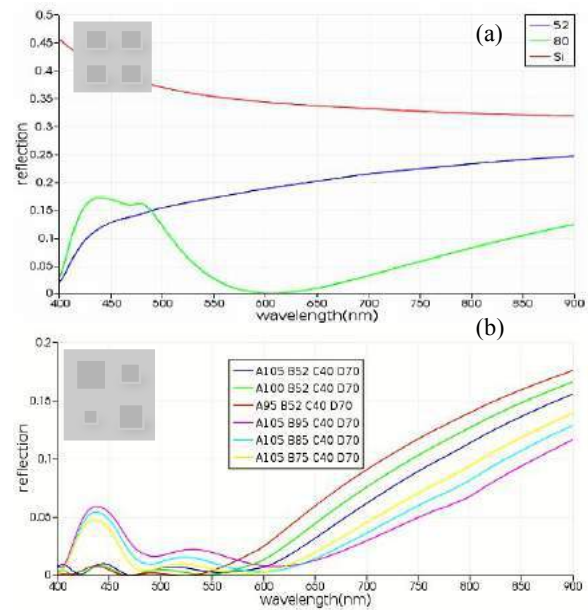 (a)
52
80
Si
0.5
0.45
0.4
0.35
0.3
0.25
0.2
0.15
0.1
0.05
0
reflection
400 450 500 550 600 650 700 750 800 850 900
wavelength(nm)
(b)
0.2
0.15
0.1
0.05
0
reflection
A105 B52 C40 D70
A100 B52 C40 D70
A95 B52 C40 D70
A105 B95 C40 D70
A105 B85 C40 D70
A105 B75 C40 D70
400 450 500 550 600 650 700 750 800 850 900
wavelength(nm)